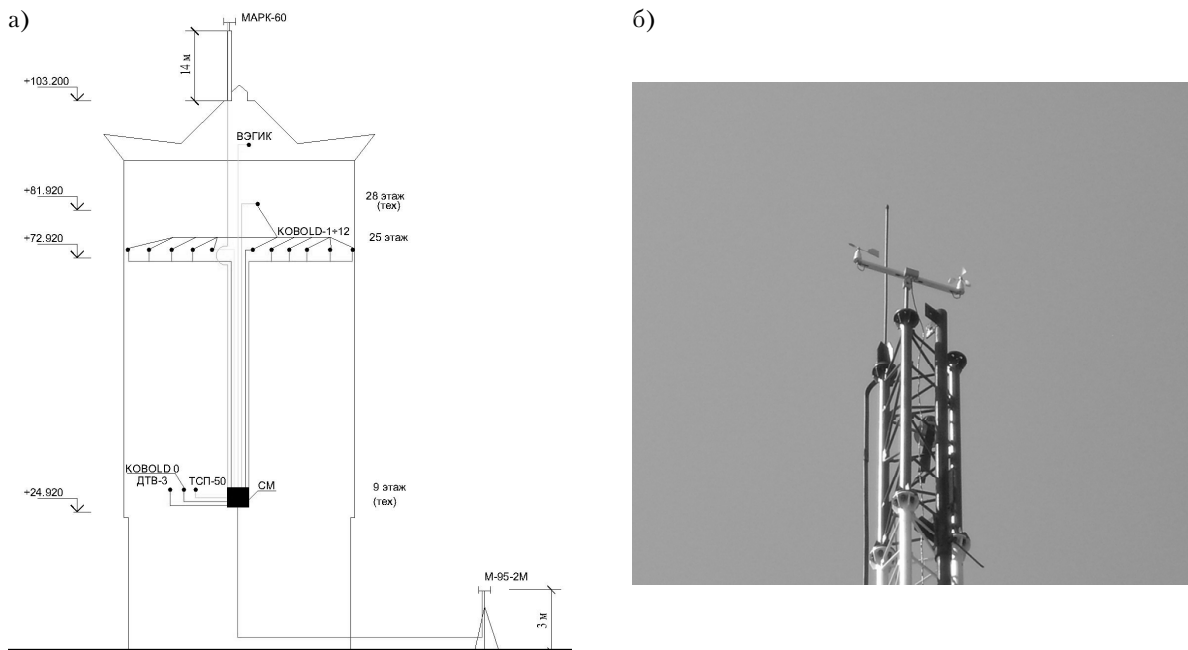 а)
б)
МАРК-60
14 м
+103.200
ВЭГИК
+81.920
28 этаж
(тех)
KOBOLD-1÷12
+72.920
25 этаж
KOBOLD 0
ДТВ-3
ТСП-50
СМ
9 этаж
(тех)
+24.920
М-95-2М
3 м